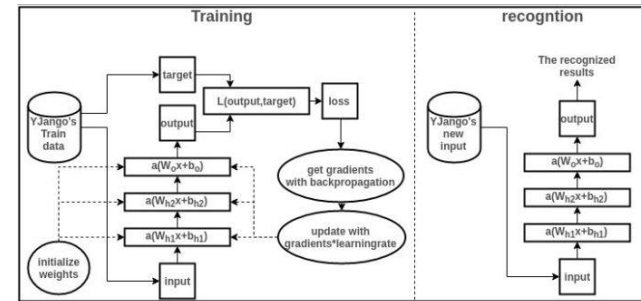 Training
recogntion
YJango's
Train
data
target
output
L(output,target)
loss
a(Wₒx+bₒ)
a(Wₕ₂x+bₕ₂)
a(Wₕ₁x+bₕ₁)
input
initialize
weights
get gradients
with backpropagation
update with
gradients*learningrate
YJango's
new
input
The recognized
results
output
a(Wₒx+bₒ)
a(Wₕ₂x+bₕ₂)
a(Wₕ₁x+bₕ₁)
input